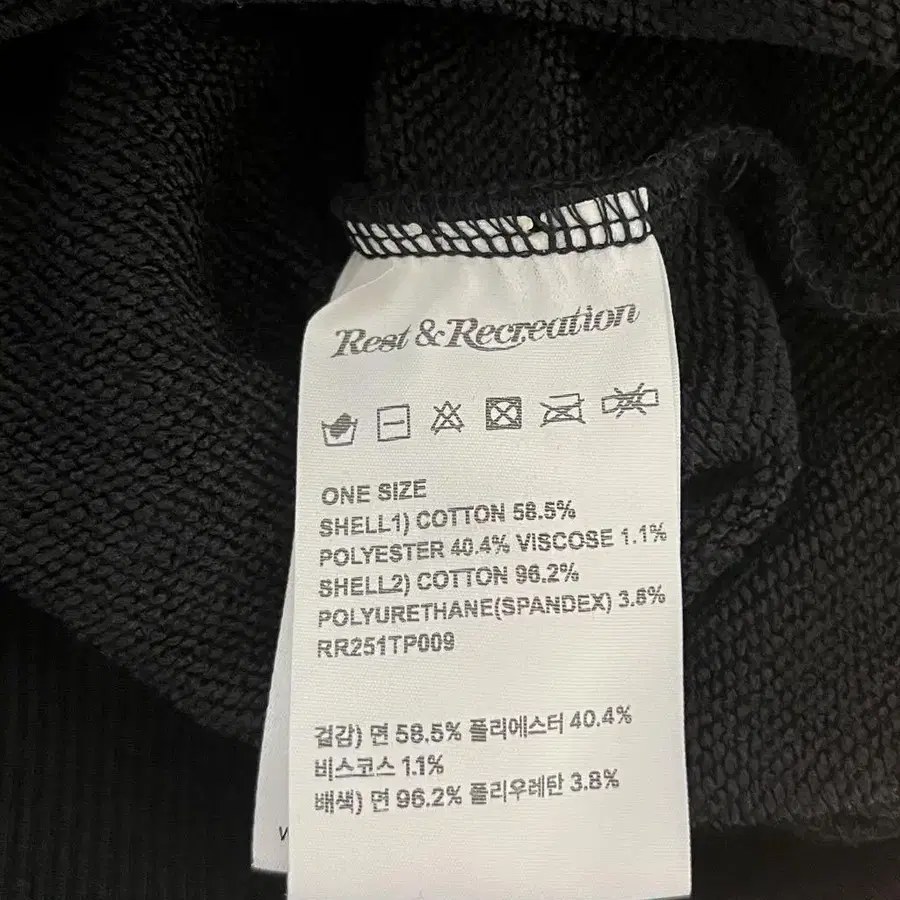 Rest & Recreation
ONE SIZE
SHELL1) COTTON 58.5%
POLYESTER 40.4% VISCOSE 1.1%
SHELL2) COTTON 96.2%
POLYURETHANE(SPANDEX) 3.8%
RR251TP009
겉감) 면 58.5% 폴리에스터 40.4%
비스코스 1.1%
배색) 면 96.2% 폴리우레탄 3.8%